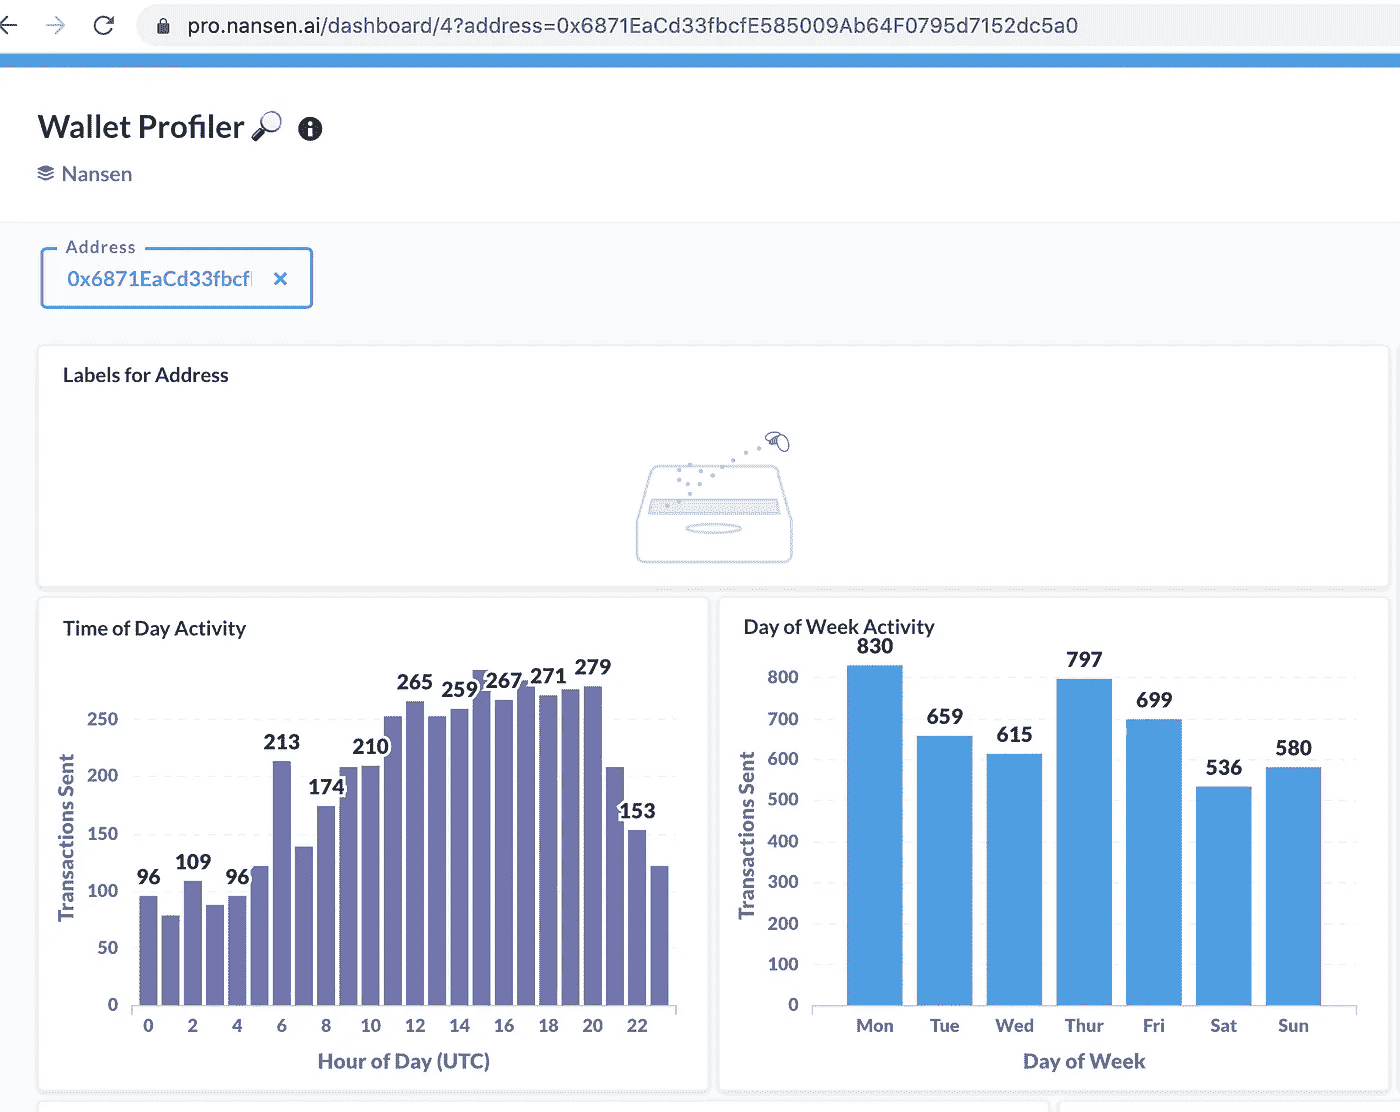 pro.nansen.ai/dashboard/4?address=0x6871EaCd33fbcfE585009Ab64F0795d7152dc5a0
Wallet Profiler
Nansen
Address
0x6871EaCd33fbcf
Labels for Address
Time of Day Activity
Transactions Sent
250
200
150
100
50
0
96
109
96
213
174
210
265
259
267
271
279
153
0 2 4 6 8 10 12 14 16 18 20 22
Hour of Day (UTC)
Day of Week Activity
Transactions Sent
800
700
600
500
400
300
200
100
0
830
659
615
797
699
536
580
Mon Tue Wed Thur Fri Sat Sun
Day of Week